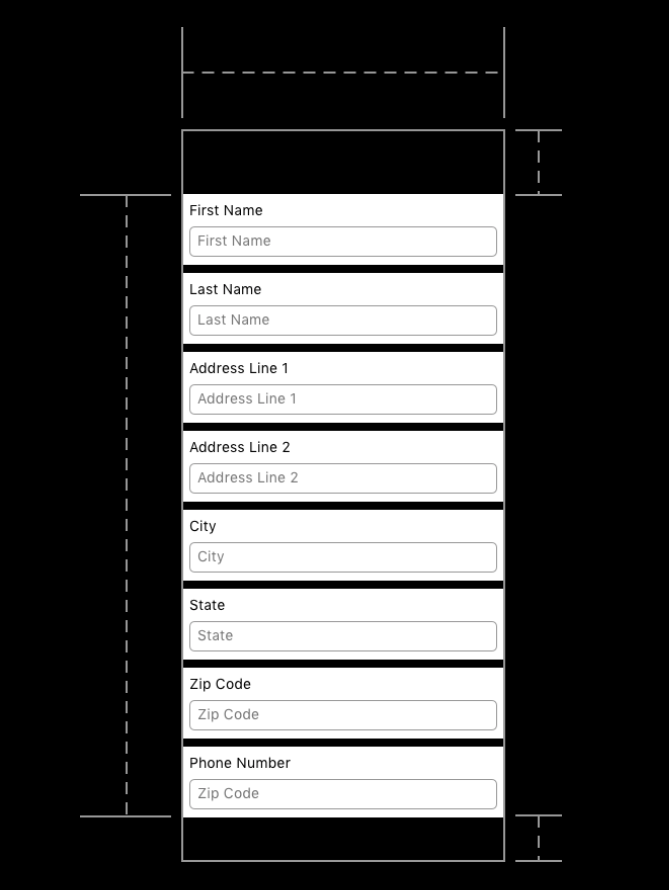 First Name
First Name
Last Name
Last Name
Address Line 1
Address Line 1
Address Line 2
Address Line 2
City
City
State
State
Zip Code
Zip Code
Phone Number
Zip Code